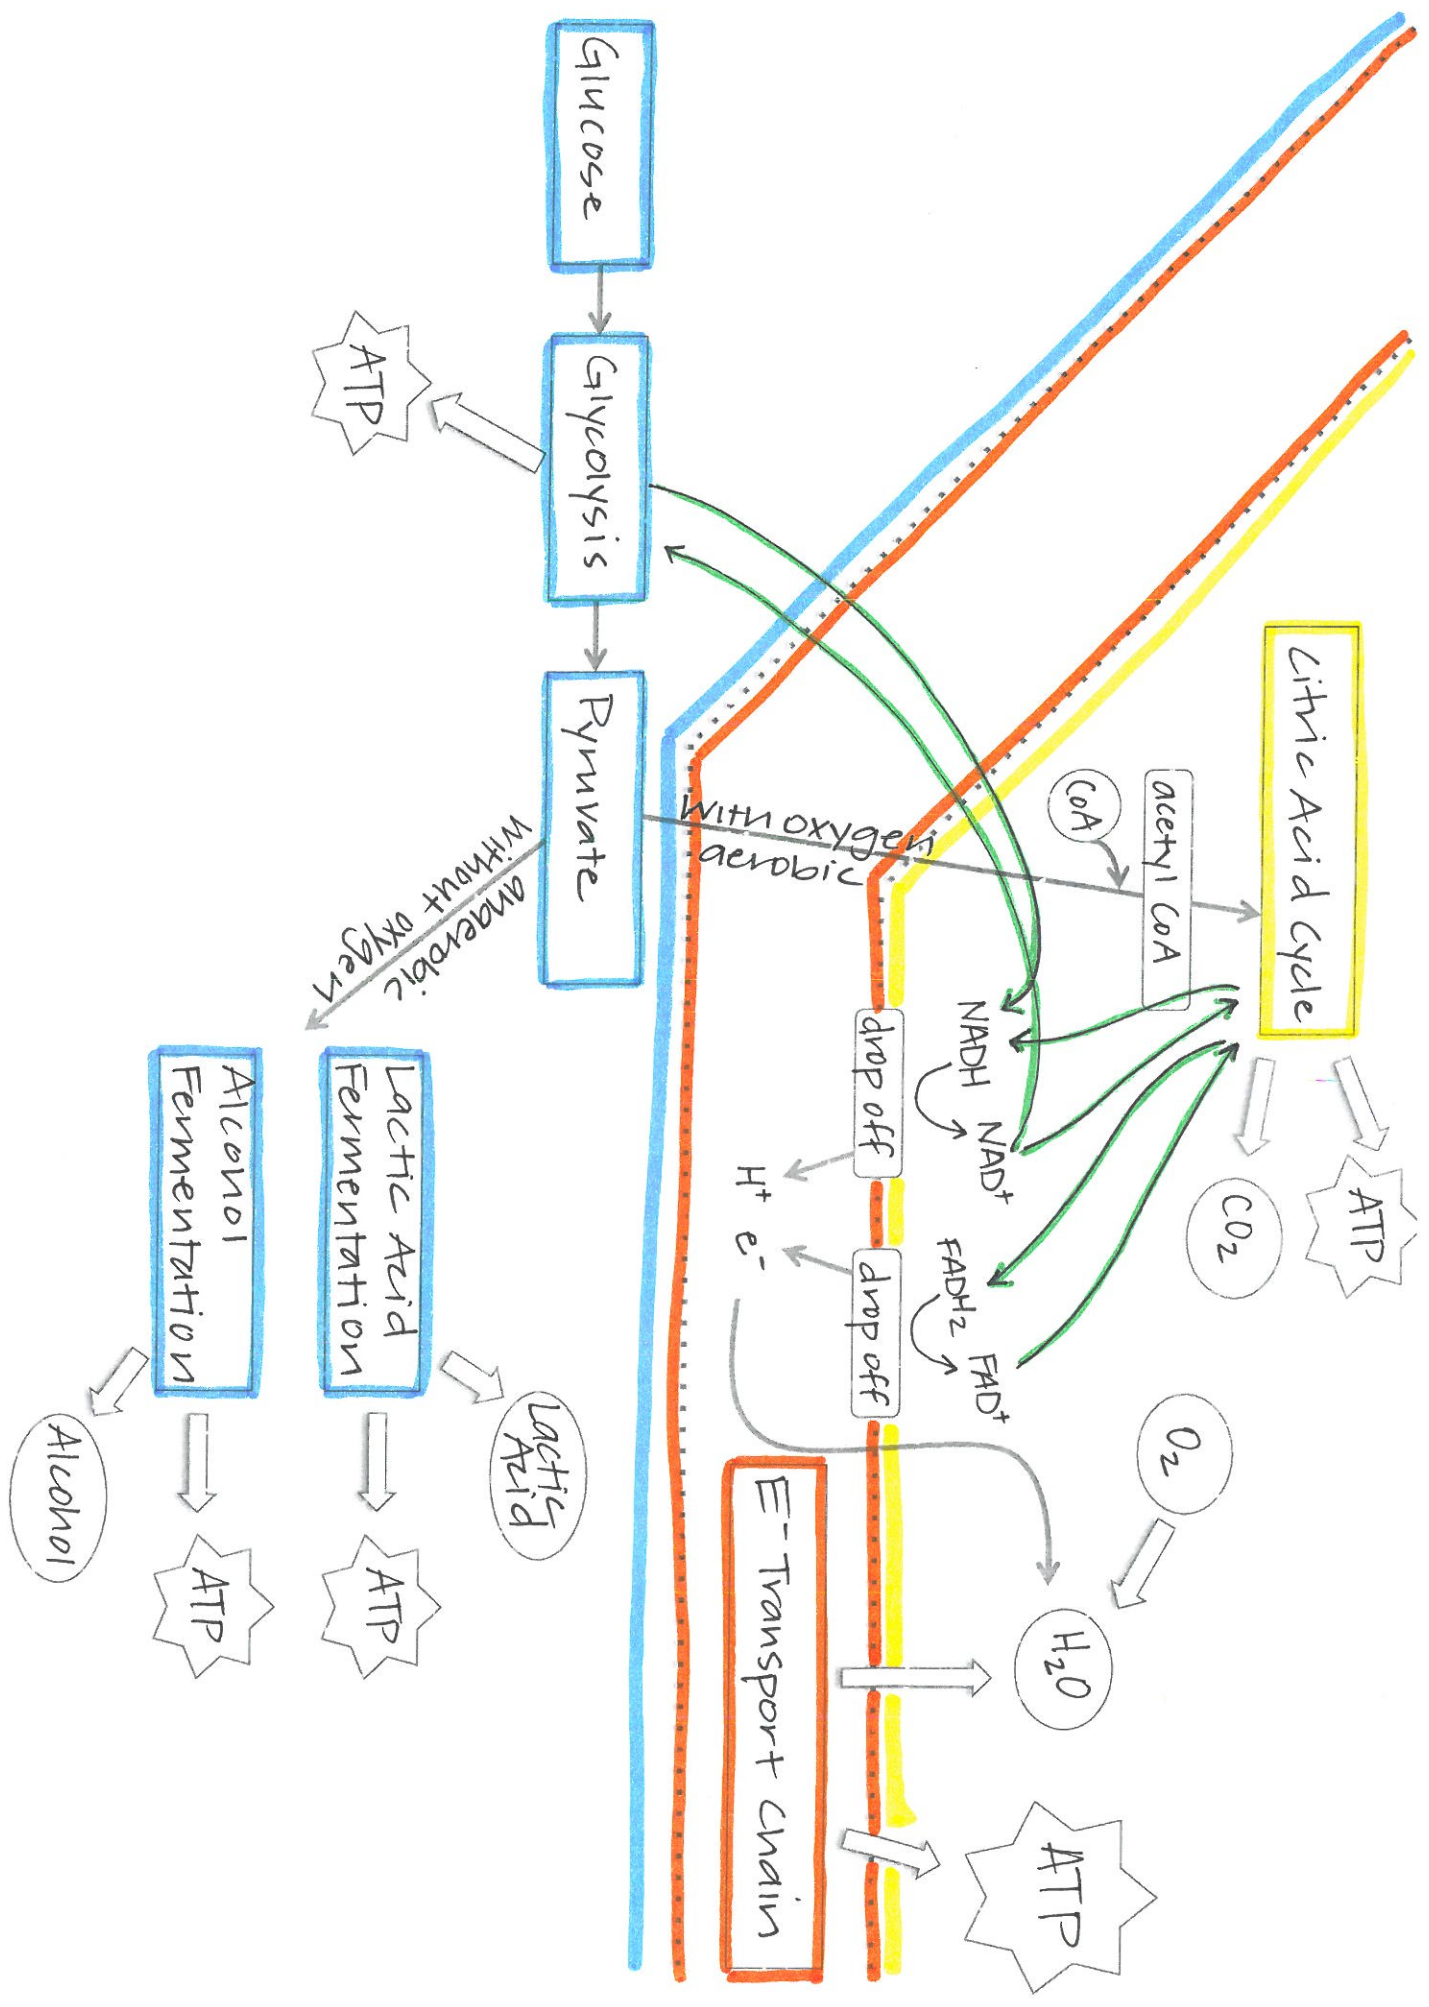 Glucose
Glycolysis
ATP
Pyruvate
with oxygen
aerobic
anaerobic
without oxygen
CoA
acetyl CoA
Citric Acid Cycle
ATP
CO2
NADH
NAD+
drop off
H+
e-
FADH2
FAD+
drop off
O2
H2O
E- Transport Chain
ATP
Lactic Acid
Fermentation
Lactic
Acid
ATP
Alcohol
Fermentation
Alcohol
ATP